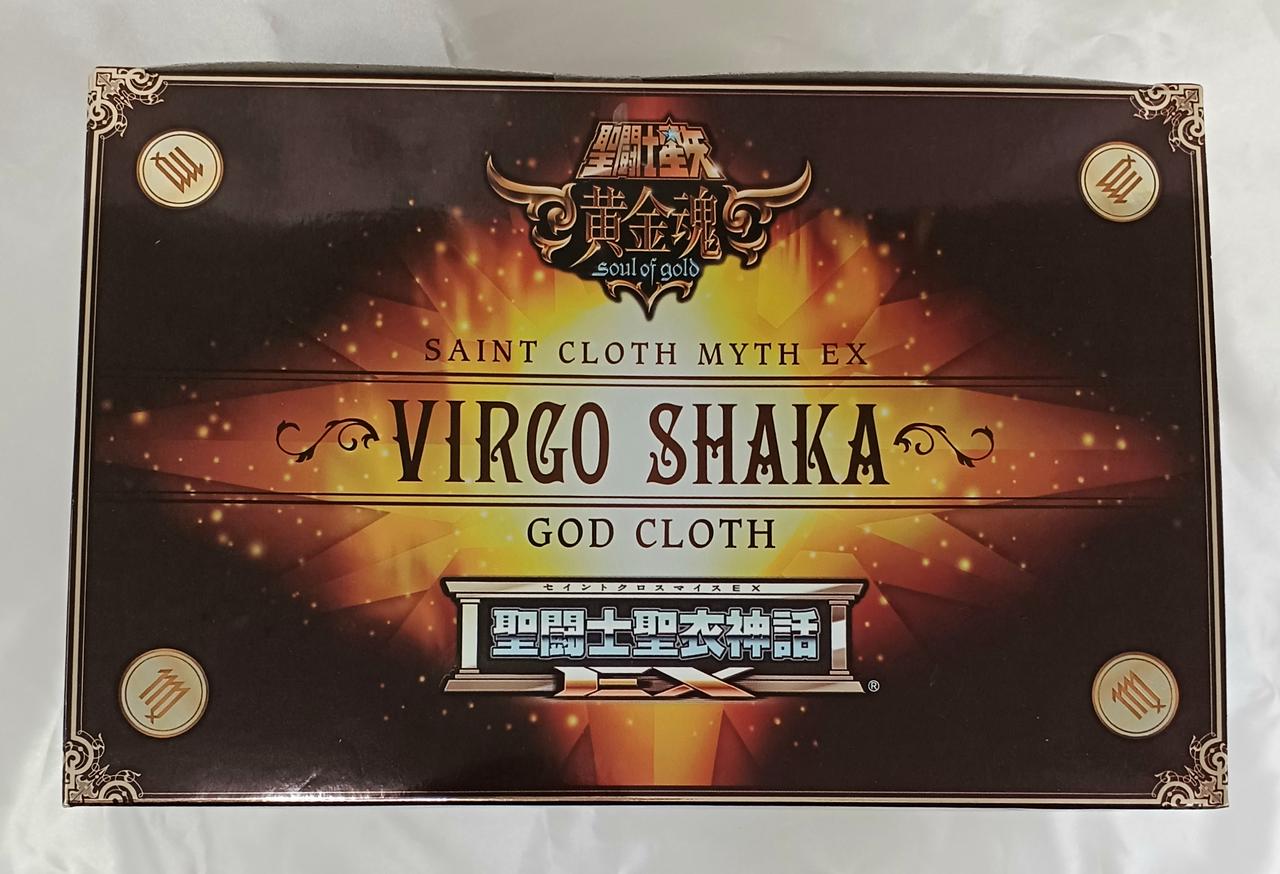 聖闘士星矢
黄金魂
soul of gold
SAINT CLOTH MYTH EX
VIRGO SHAKA
GOD CLOTH
セイントクロスマイスEX
聖闘士聖衣神話
EX ®